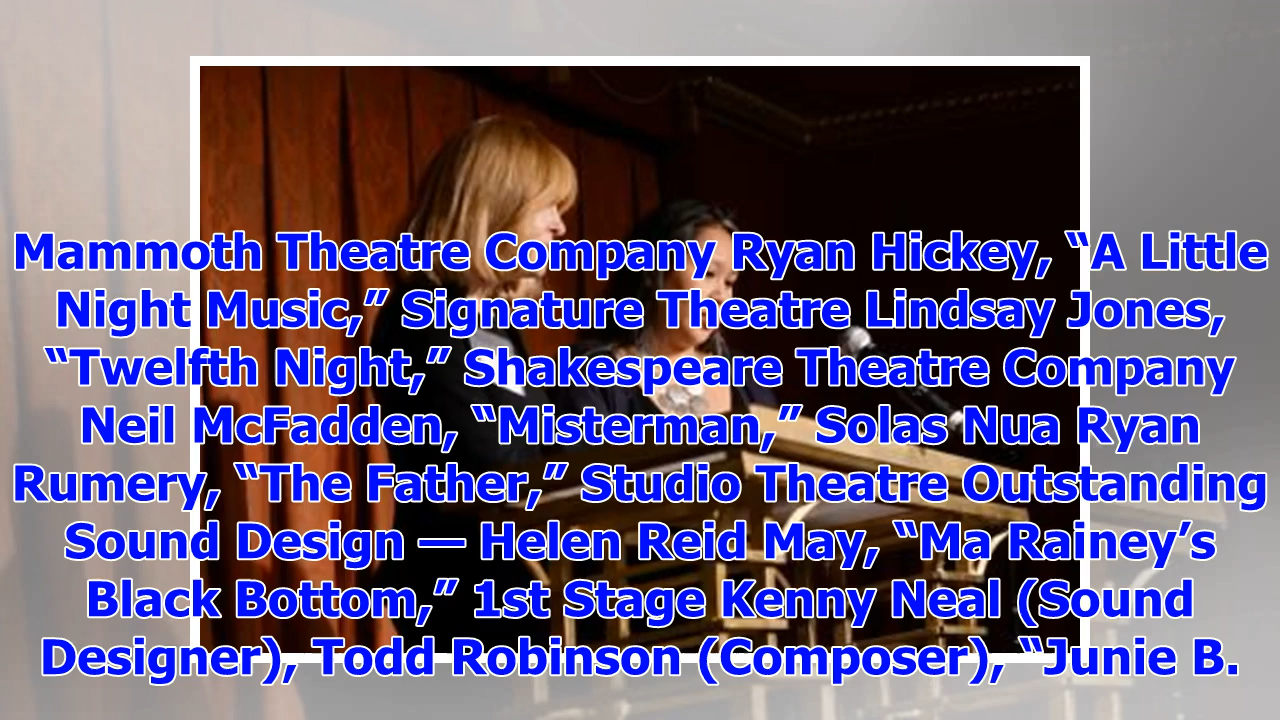 Mammoth Theatre Company Ryan Hickey, “A Little
Night Music,” Signature Theatre Lindsay Jones,
“Twelfth Night,” Shakespeare Theatre Company
Neil McFadden, “Misterman,” Solas Nua Ryan
Rumery, “The Father,” Studio Theatre Outstanding
Sound Design — Helen Reid May, “Ma Rainey’s
Black Bottom,” 1st Stage Kenny Neal (Sound
Designer), Todd Robinson (Composer), “Junie B.